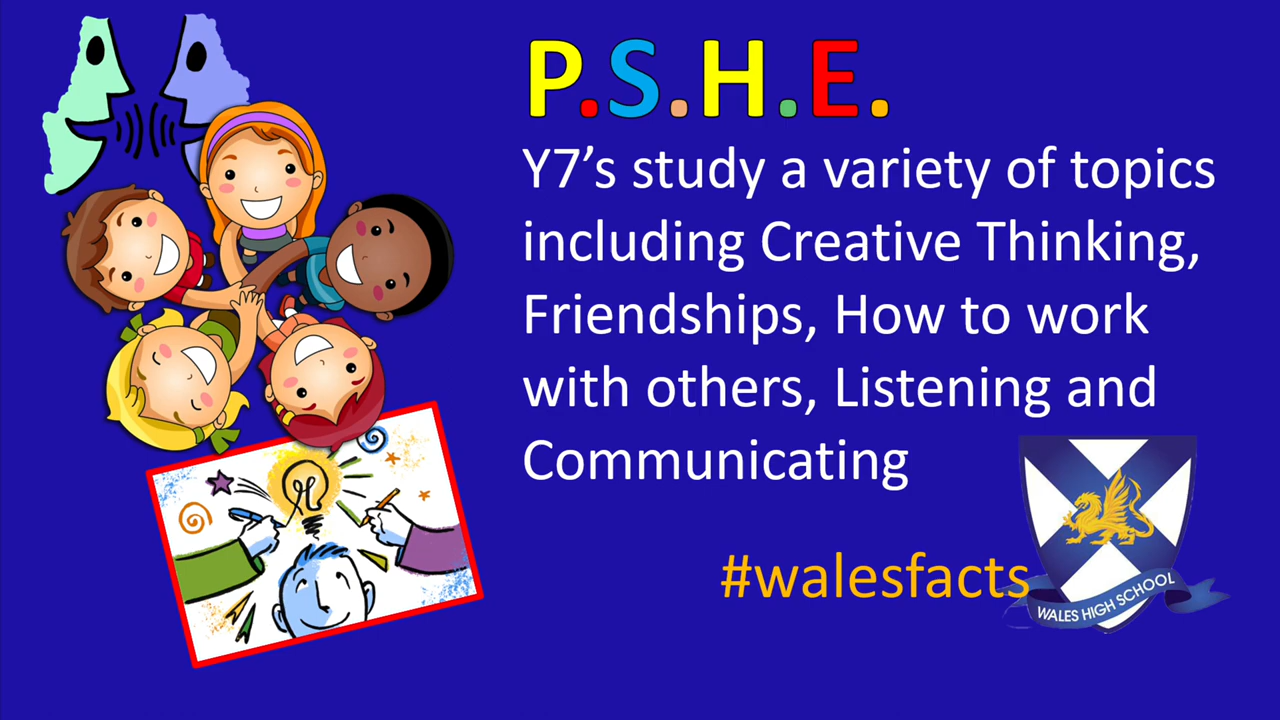 P.S.H.E.
Y7’s study a variety of topics
including Creative Thinking,
Friendships, How to work
with others, Listening and
Communicating
#walesfacts
WALES HIGH SCHOOL